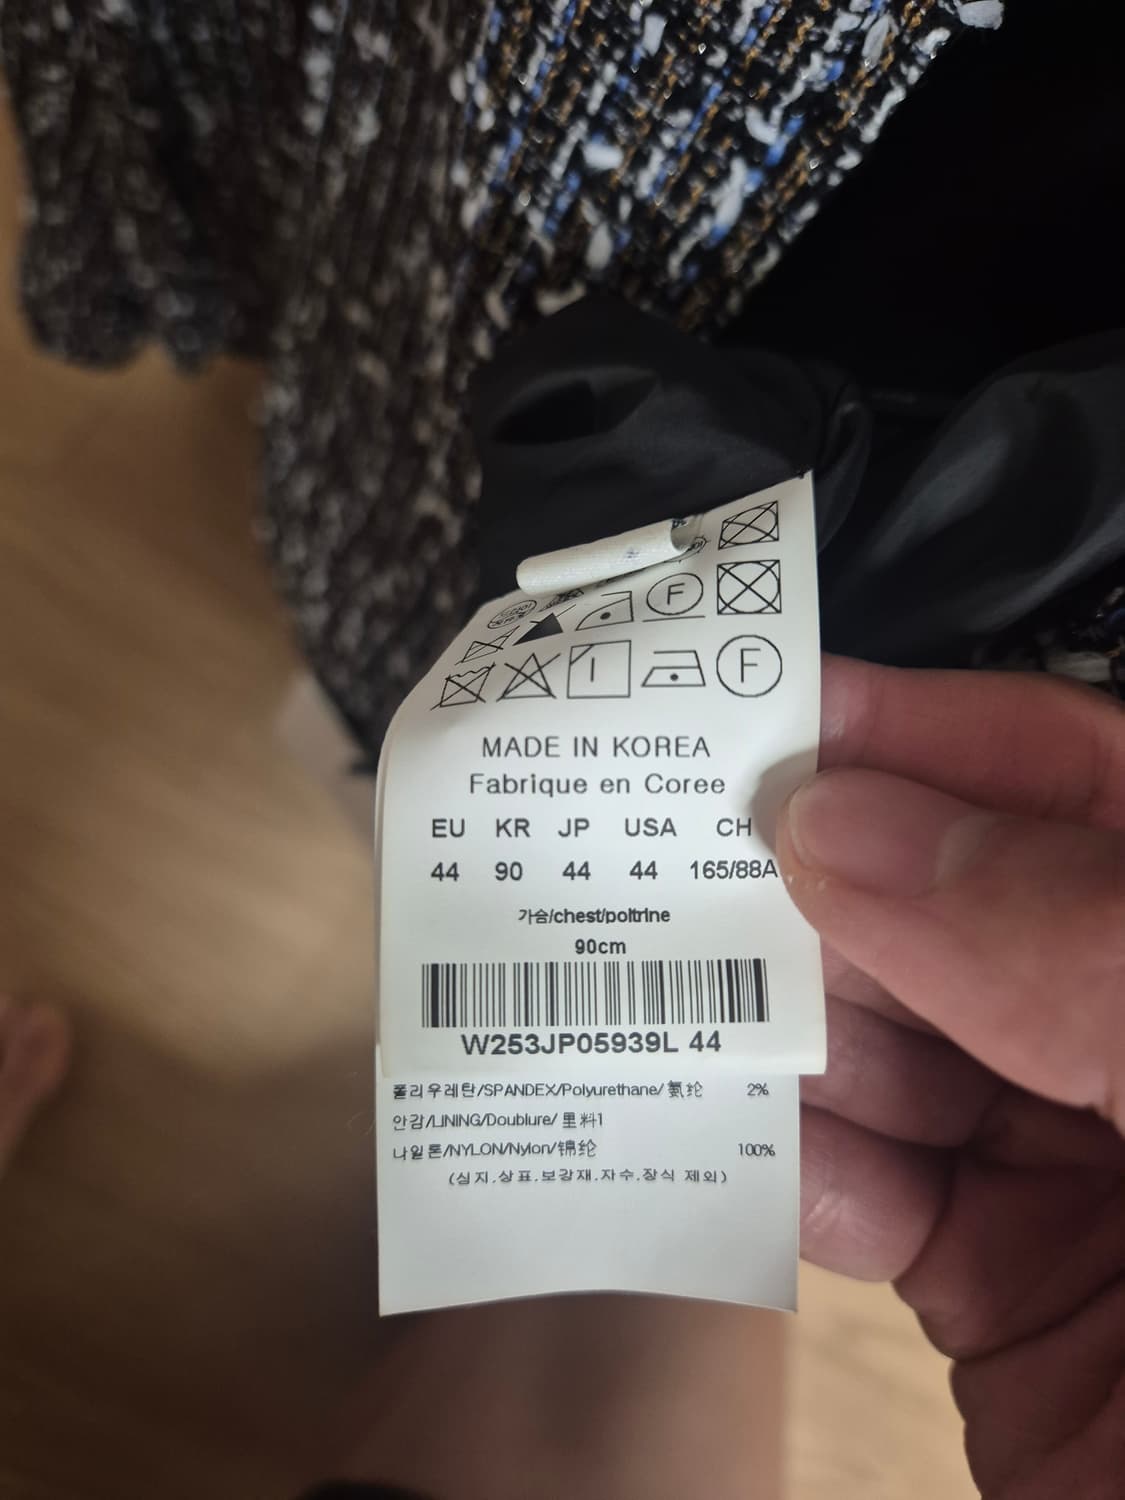 F
F
MADE IN KOREA
Fabrique en Coree
EU KR JP USA CH
44 90 44 44 165/88A
가슴/chest/poltrine
90cm
W253JP05939L 44
폴리우레탄/SPANDEX/Polyurethane/氨纶 2%
안감/LINING/Doublure/里料1
나일론/NYLON/Nylon/锦纶 100%
(심지.상표.보강재.자수.장식 제외)